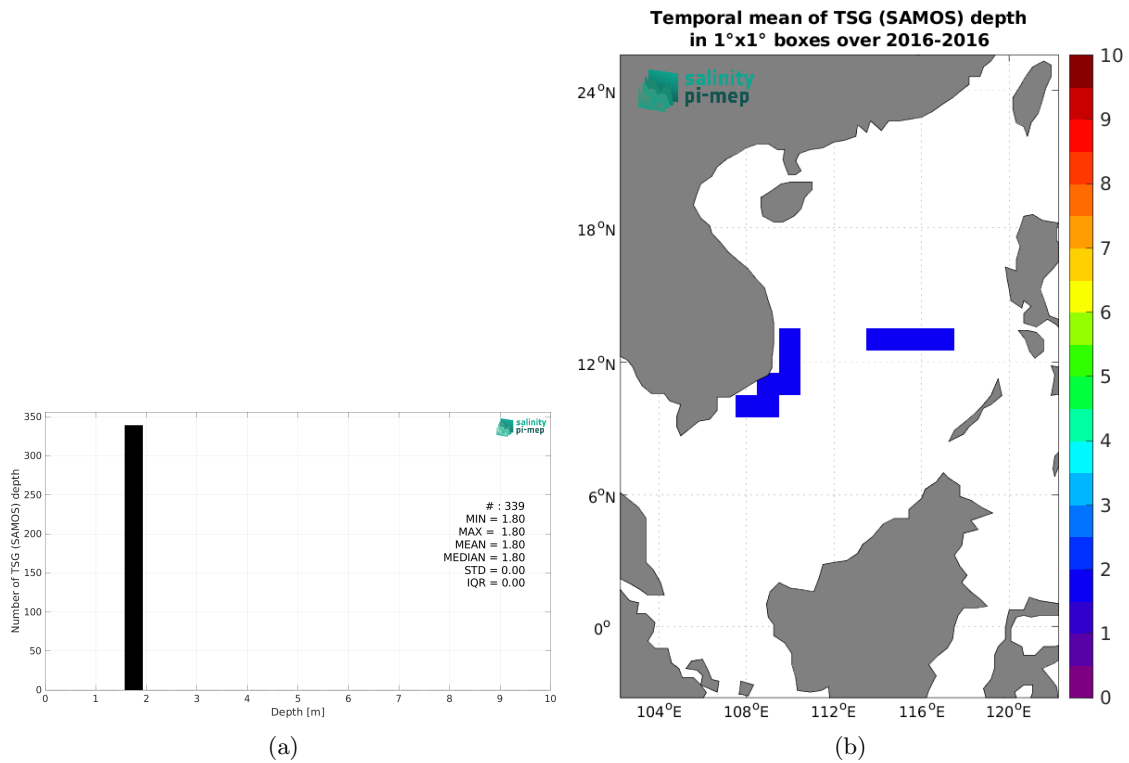 350
300
250
200
150
100
50
0
Number of TSG (SAMOS) depth
salinity
pi-mep
# : 339
MIN = 1.80
MAX = 1.80
MEAN = 1.80
MEDIAN = 1.80
STD = 0.00
IQR = 0.00
0 1 2 3 4 5 6 7 8 9 10
Depth [m]
(a)
Temporal mean of TSG (SAMOS) depth
in 1°x1° boxes over 2016-2016
salinity
pi-mep
24°N
18°N
12°N
6°N
0°
104°E 108°E 112°E 116°E 120°E
10
9
8
7
6
5
4
3
2
1
0
(b)